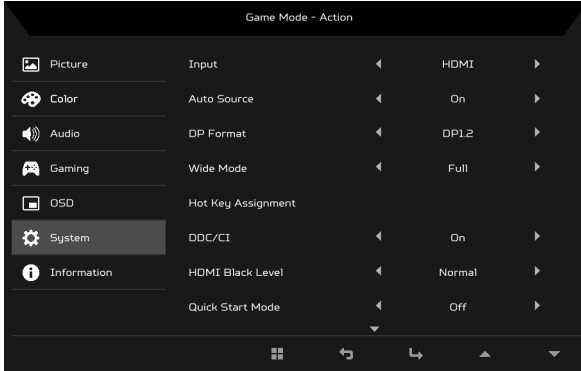 Game Mode - Action
Picture
Input HDMI
Color
Auto Source On
Audio
DP Format DP1.2
Gaming
Wide Mode Full
OSD
Hot Key Assignment
System
DDC/CI On
Information
HDMI Black Level Normal
Quick Start Mode Off